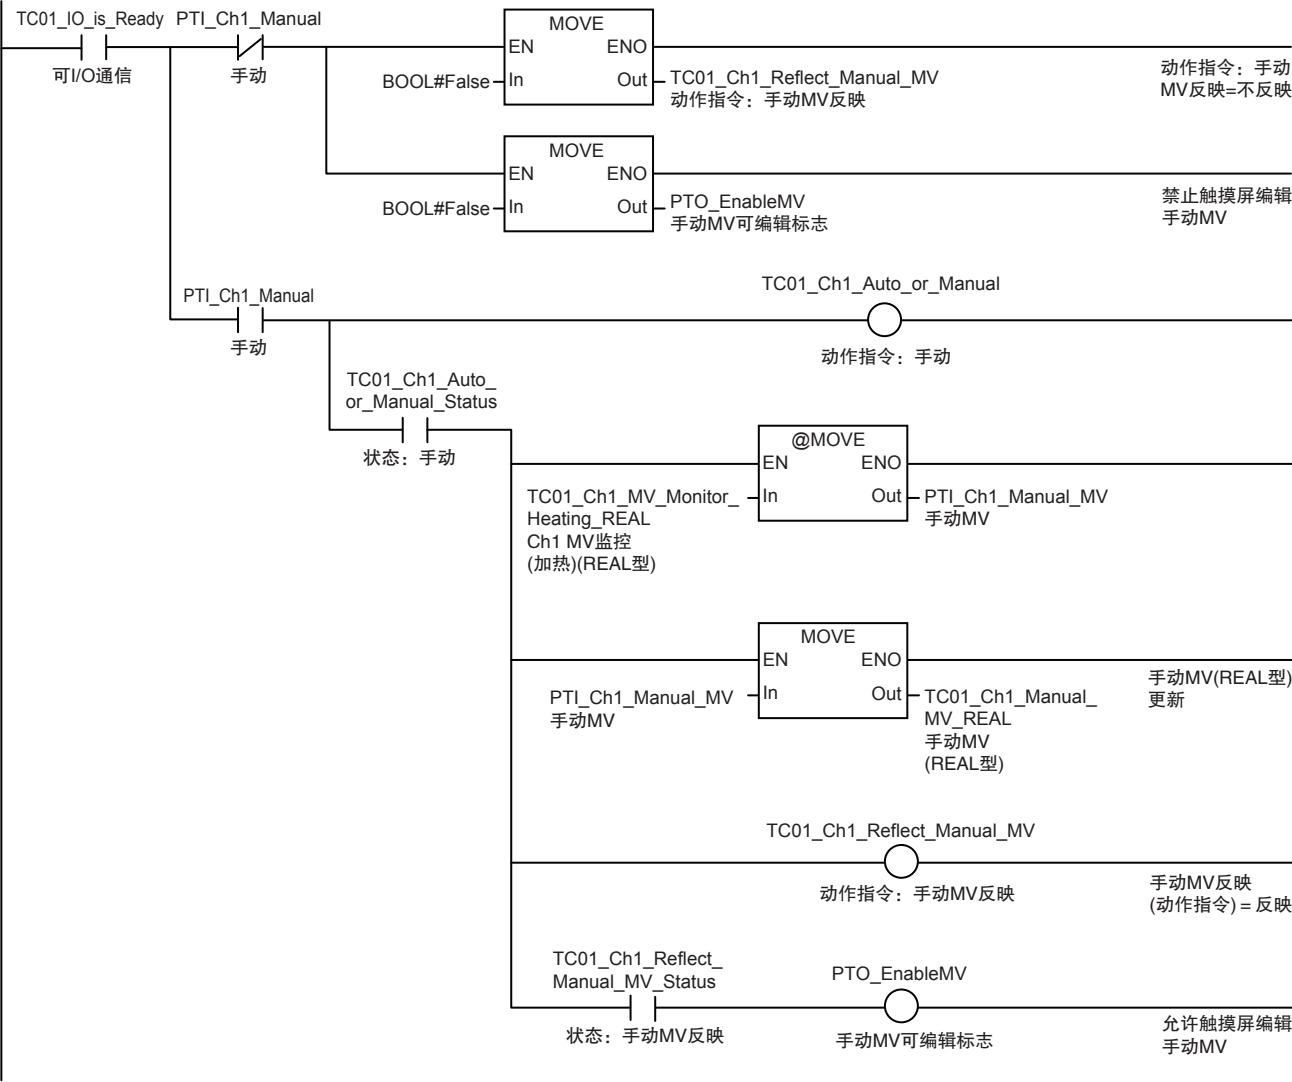 TC01_IO_is_Ready
可I/O通信
PTI_Ch1_Manual
手动
MOVE
EN
ENO
BOOL#False
In
Out
TC01_Ch1_Reflect_Manual_MV
动作指令：手动MV反映
动作指令：手动
MV反映=不反映
MOVE
EN
ENO
BOOL#False
In
Out
PTO_EnableMV
手动MV可编辑标志
禁止触摸屏编辑
手动MV
PTI_Ch1_Manual
手动
TC01_Ch1_Auto_or_Manual
动作指令：手动
TC01_Ch1_Auto_
or_Manual_Status
状态：手动
@MOVE
EN
ENO
TC01_Ch1_MV_Monitor_
Heating_REAL
Ch1 MV监控
(加热)(REAL型)
In
Out
PTI_Ch1_Manual_MV
手动MV
MOVE
EN
ENO
PTI_Ch1_Manual_MV
手动MV
In
Out
TC01_Ch1_Manual_
MV_REAL
手动MV
(REAL型)
手动MV(REAL型)
更新
TC01_Ch1_Reflect_Manual_MV
动作指令：手动MV反映
手动MV反映
(动作指令) = 反映
TC01_Ch1_Reflect_
Manual_MV_Status
状态：手动MV反映
PTO_EnableMV
手动MV可编辑标志
允许触摸屏编辑
手动MV